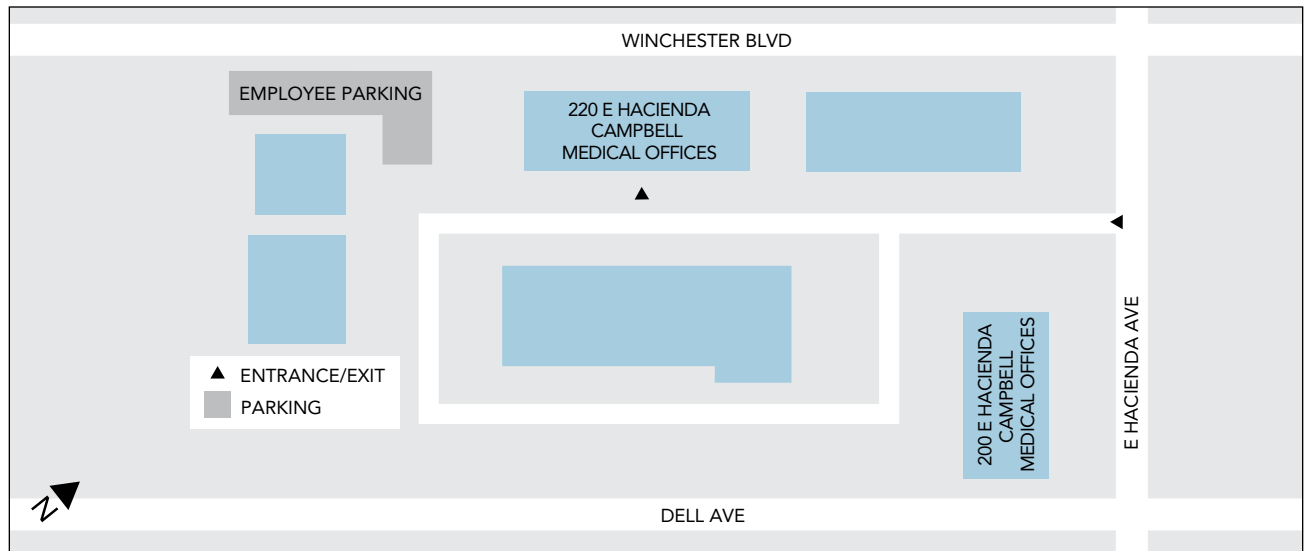 WINCHESTER BLVD
EMPLOYEE PARKING
220 E HACIENDA
CAMPBELL
MEDICAL OFFICES
200 E HACIENDA
CAMPBELL
MEDICAL OFFICES
E HACIENDA AVE
ENTRANCE/EXIT
PARKING
N
DELL AVE